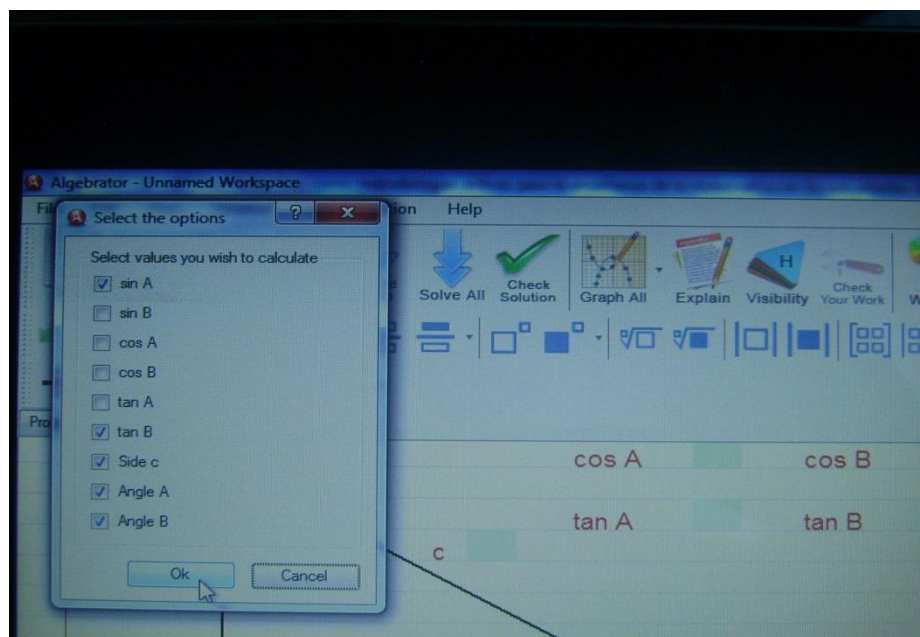 Algebrator - Unnamed Workspace
Help
Select the options
Select values you wish to calculate
sin A
sin B
cos A
cos B
tan A
tan B
Side c
Angle A
Angle B
Ok
Cancel
Solve All
Check
Solution
Graph All
Explain
H
Visibility
Check
Your Work
cos A
cos B
tan A
tan B
c